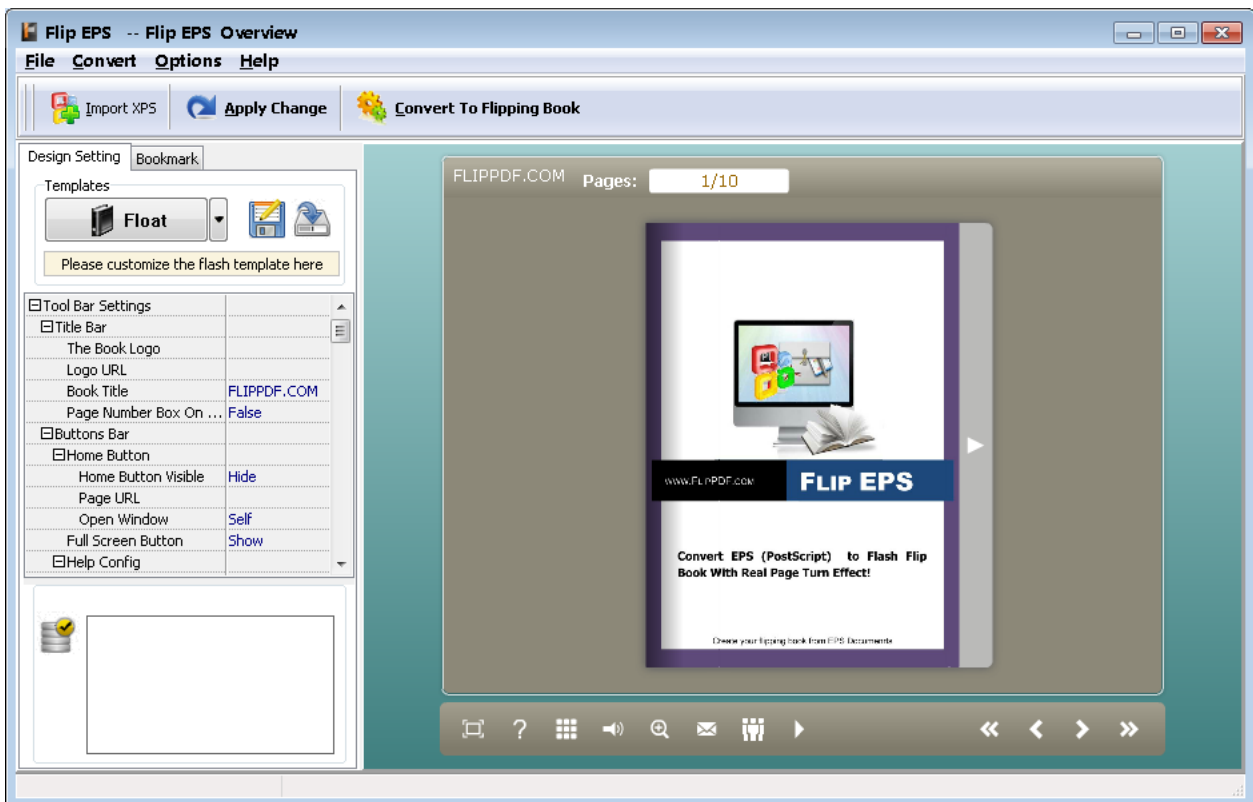 Flip EPS -- Flip EPS Overview
File Convert Options Help
Import XPS Apply Change Convert To Flipping Book
Design Setting Bookmark
Templates
Float
Please customize the flash template here
Tool Bar Settings
Title Bar
The Book Logo
Logo URL
Book Title FLIPPDF.COM
Page Number Box On ... False
Buttons Bar
Home Button
Home Button Visible Hide
Page URL
Open Window Self
Full Screen Button Show
Help Config
FLIPPDF.COM Pages: 1/10
www.FlipPDF.com Flip EPS
Convert EPS (PostScript) to Flash Flip
Book With Real Page Turn Effect!
Create your flipping book from EPS Documents